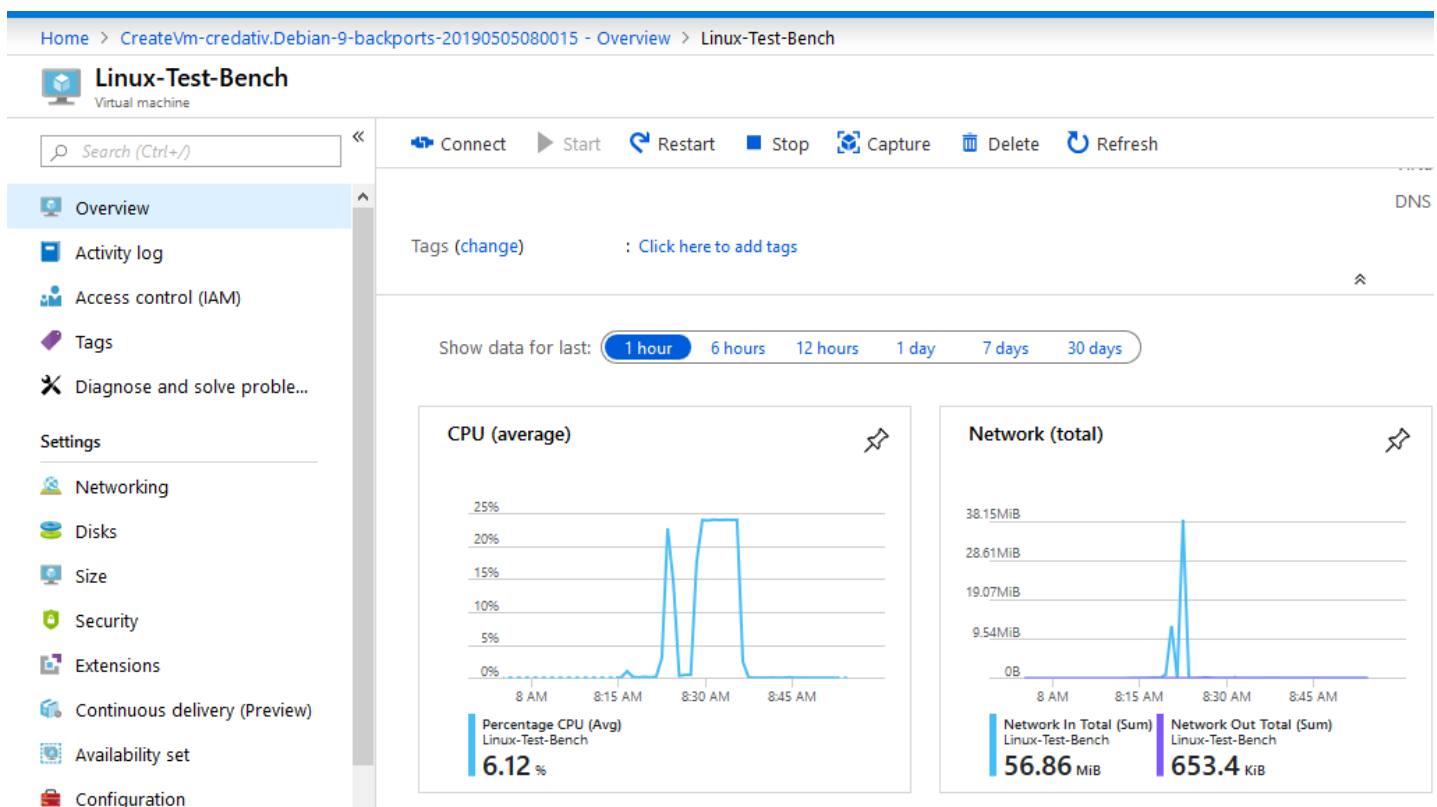 Home > CreateVm-credativ.Debian-9-backports-20190505080015 - Overview > Linux-Test-Bench
Linux-Test-Bench
Virtual machine
Search (Ctrl+/)
«
Connect
Start
Restart
Stop
Capture
Delete
Refresh
Overview
Activity log
Access control (IAM)
Tags
Diagnose and solve proble...
Settings
Networking
Disks
Size
Security
Extensions
Continuous delivery (Preview)
Availability set
Configuration
DNS
Tags (change) : Click here to add tags
Show data for last: 1 hour 6 hours 12 hours 1 day 7 days 30 days
CPU (average)
25%
20%
15%
10%
5%
0%
8 AM 8:15 AM 8:30 AM 8:45 AM
Percentage CPU (Avg)
Linux-Test-Bench
6.12 %
Network (total)
38.15MiB
28.61MiB
19.07MiB
9.54MiB
0B
8 AM 8:15 AM 8:30 AM 8:45 AM
Network In Total (Sum)
Linux-Test-Bench
56.86 MiB
Network Out Total (Sum)
Linux-Test-Bench
653.4 KiB